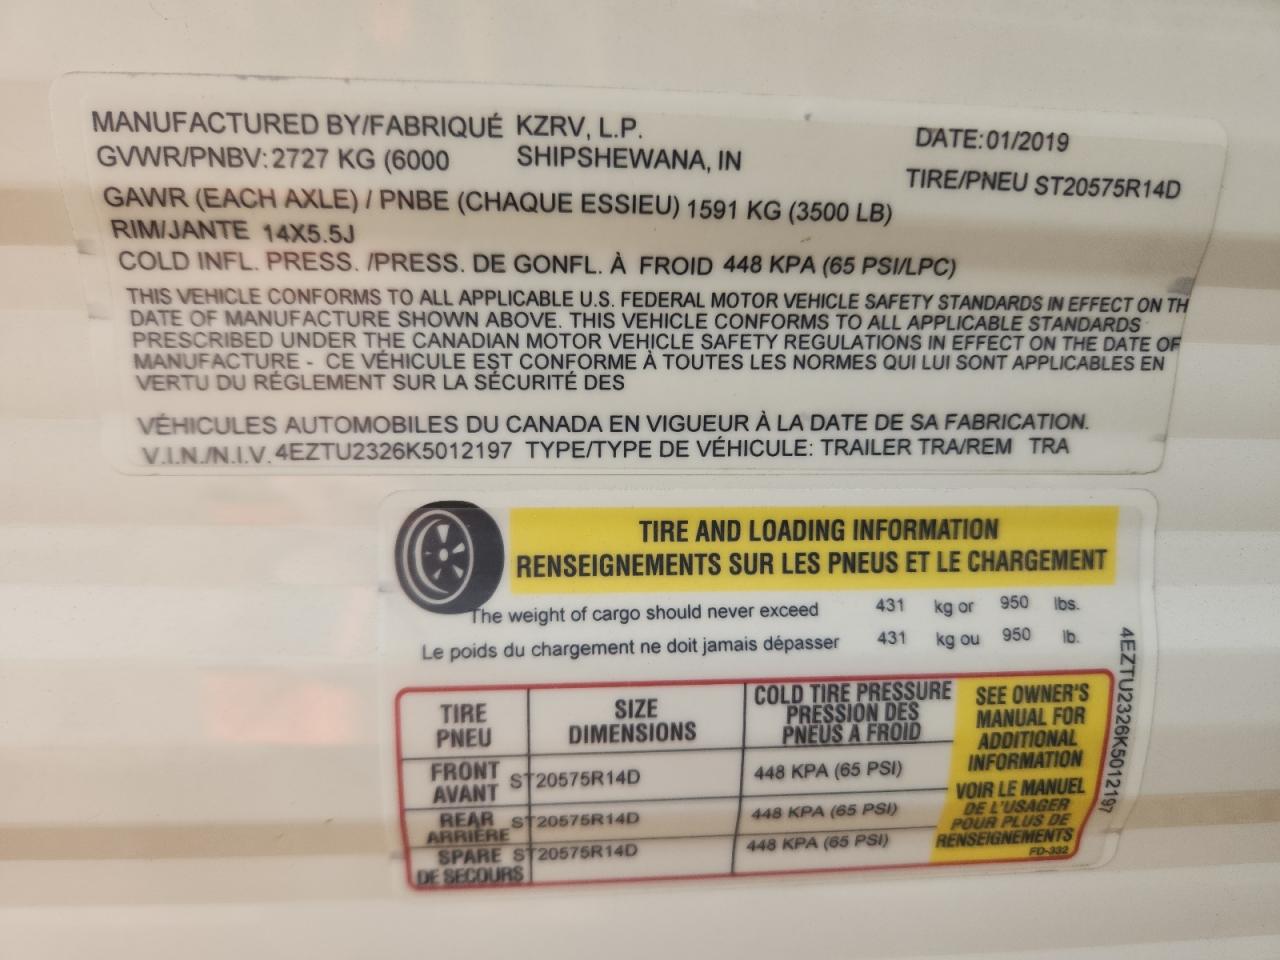 MANUFACTURED BY/FABRIQUÉ KZRV, L.P. DATE: 01/2019
GVWR/PNBV: 2727 KG (6000 SHIPSHEWANA, IN
TIRE/PNEU ST20575R14D
GAWR (EACH AXLE) / PNBE (CHAQUE ESSIEU) 1591 KG (3500 LB)
RIM/JANTE 14X5.5J
COLD INFL. PRESS. /PRESS. DE GONFL. À FROID 448 KPA (65 PSI/LPC)
THIS VEHICLE CONFORMS TO ALL APPLICABLE U.S. FEDERAL MOTOR VEHICLE SAFETY STANDARDS IN EFFECT ON TH
DATE OF MANUFACTURE SHOWN ABOVE. THIS VEHICLE CONFORMS TO ALL APPLICABLE STANDARDS
PRESCRIBED UNDER THE CANADIAN MOTOR VEHICLE SAFETY REGULATIONS IN EFFECT ON THE DATE OF
MANUFACTURE - CE VÉHICULE EST CONFORME À TOUTES LES NORMES QUI LUI SONT APPLICABLES EN
VERTU DU RÉGLEMENT SUR LA SÉCURITÉ DES
VÉHICULES AUTOMOBILES DU CANADA EN VIGUEUR À LA DATE DE SA FABRICATION.
V.I.N./N.I.V. 4EZTU2326K5012197 TYPE/TYPE DE VÉHICULE: TRAILER TRA/REM TRA
TIRE AND LOADING INFORMATION
RENSEIGNEMENTS SUR LES PNEUS ET LE CHARGEMENT
The weight of cargo should never exceed 431 kg or 950 lbs.
Le poids du chargement ne doit jamais dépasser 431 kg ou 950 lb.
TIRE
PNEU
SIZE
DIMENSIONS
COLD TIRE PRESSURE
PRESSION DES
PNEUS A FROID
FRONT
AVANT
ST20575R14D
448 KPA (65 PSI)
REAR
ARRIÈRE
ST20575R14D
448 KPA (65 PSI)
SPARE
DE SECOURS
ST20575R14D
448 KPA (65 PSI)
SEE OWNER'S
MANUAL FOR
ADDITIONAL
INFORMATION
VOIR LE MANUEL
DE L'USAGER
POUR PLUS DE
RENSEIGNEMENTS
FD-332
4EZTU2326K5012197